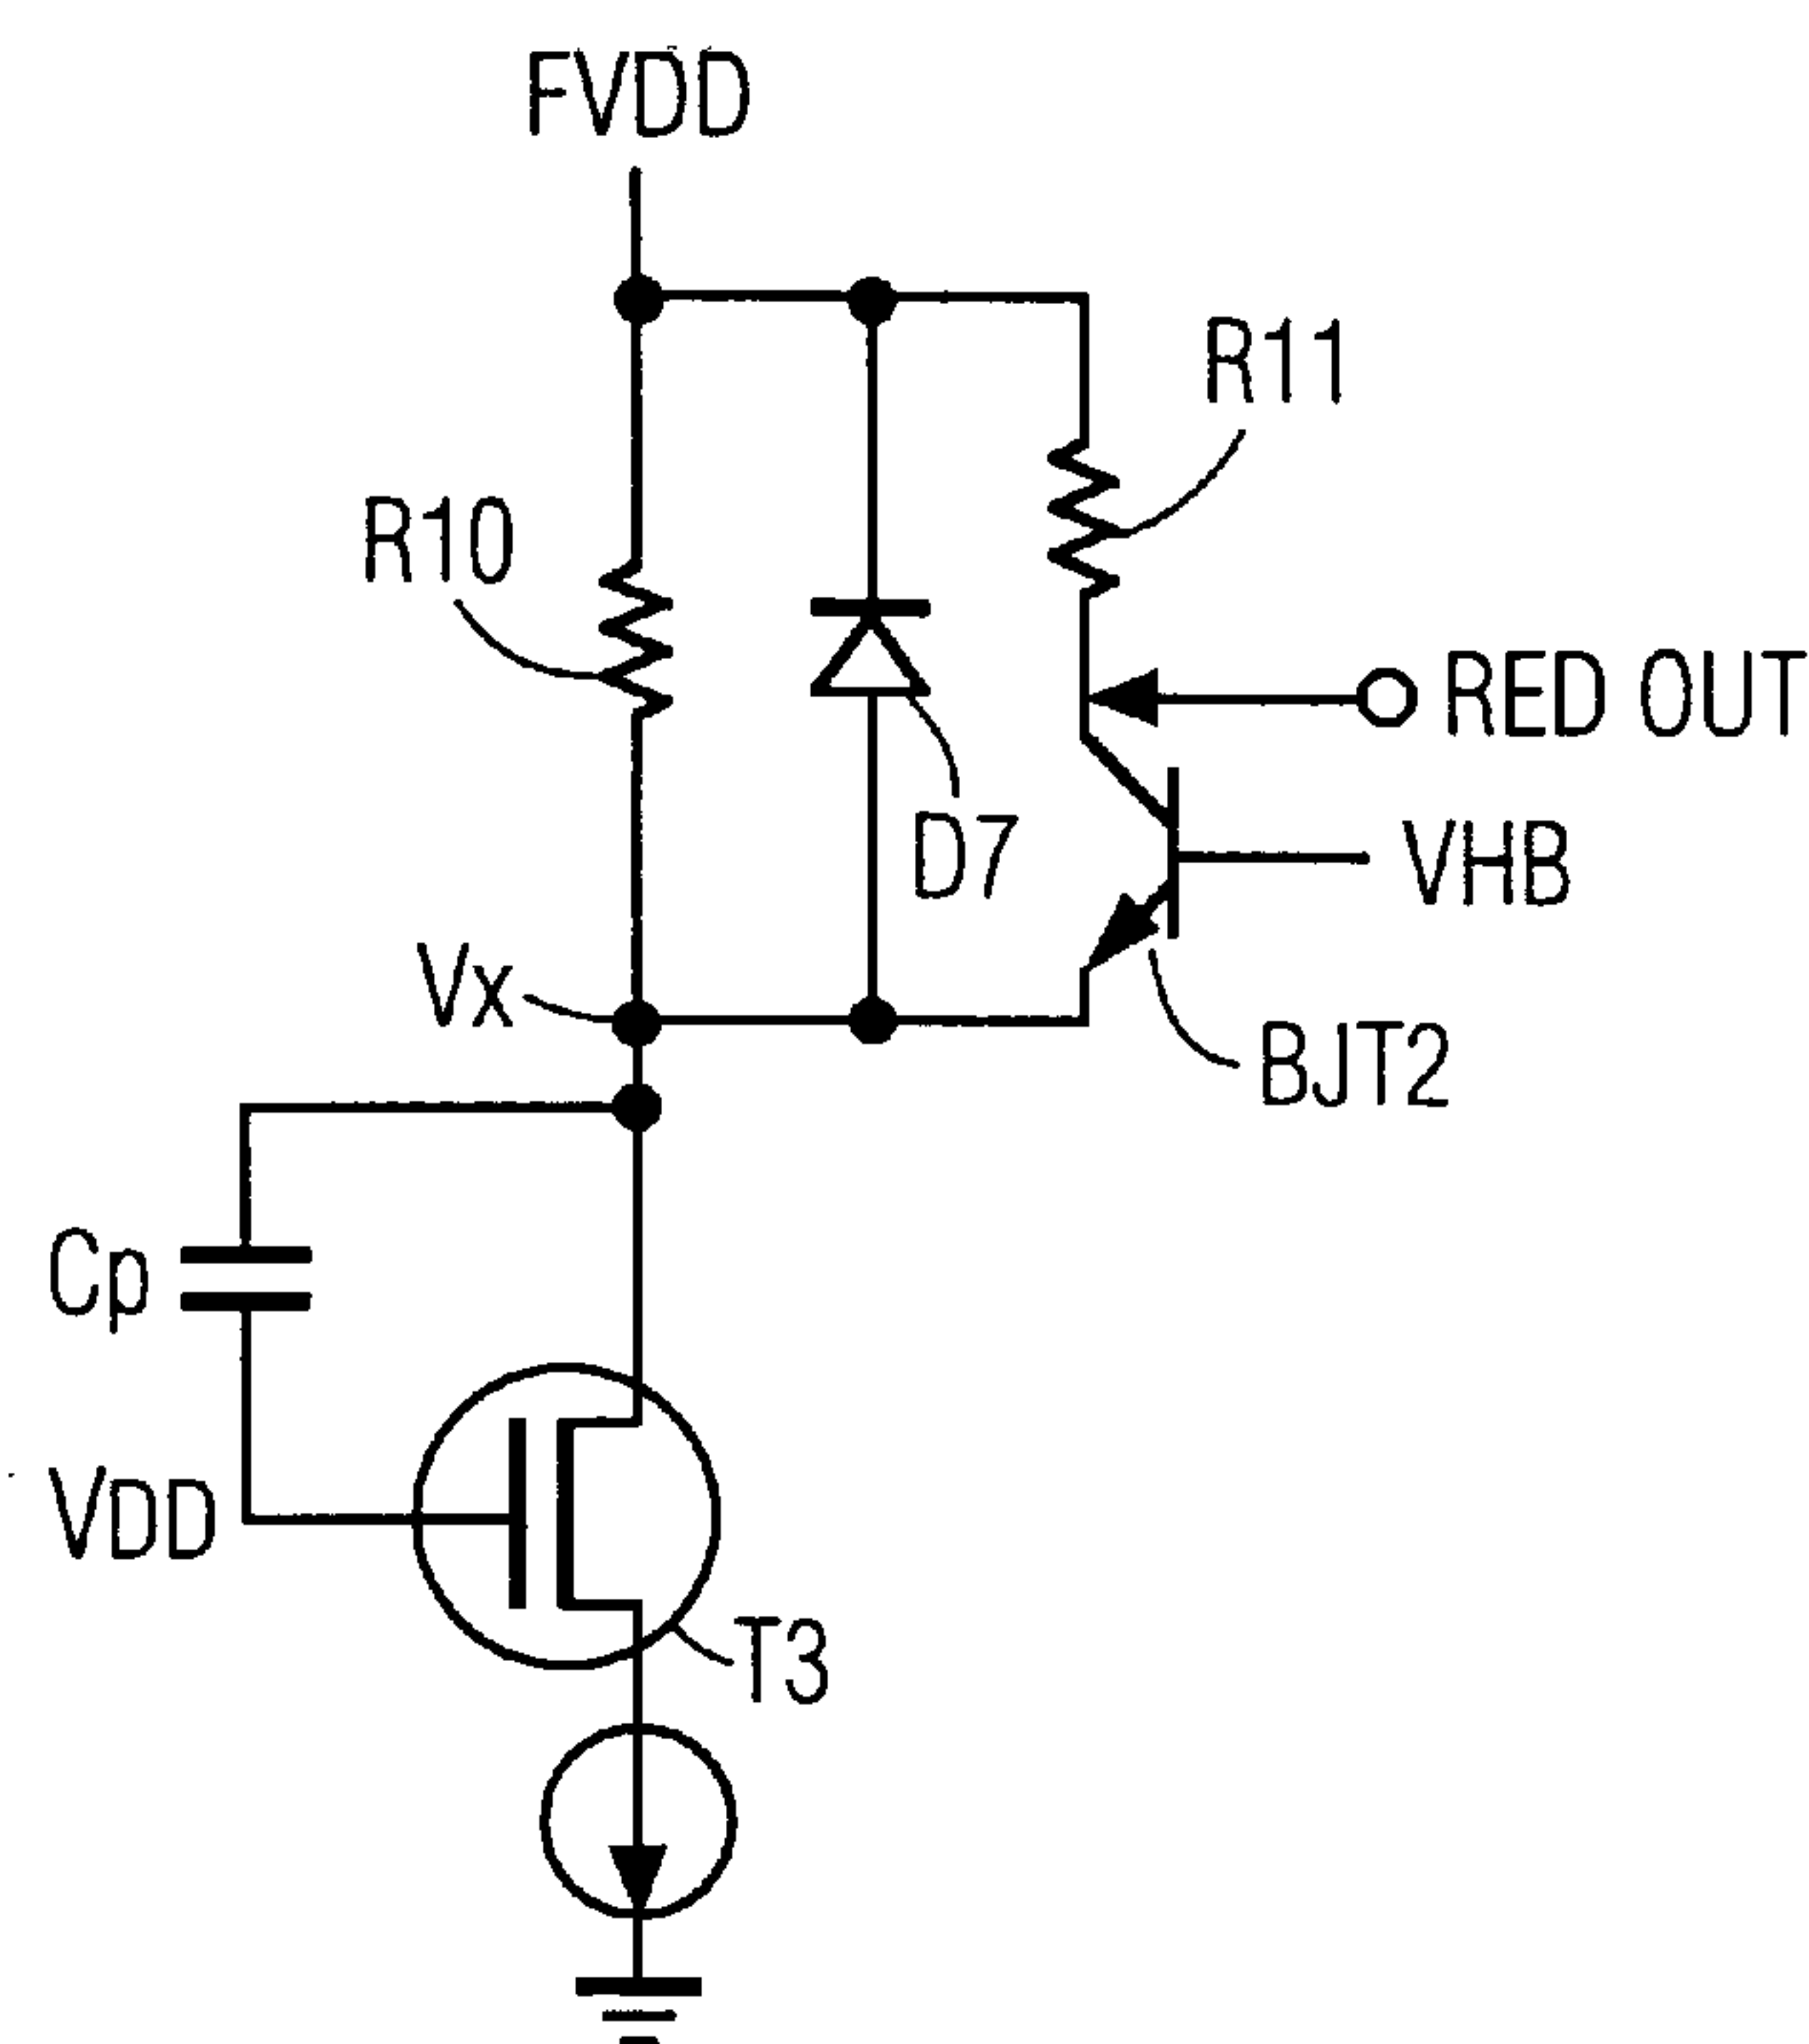 FVDD
R11
R10
RED OUT
D7
VHB
Vx
BJT2
Cp
VDD
T3